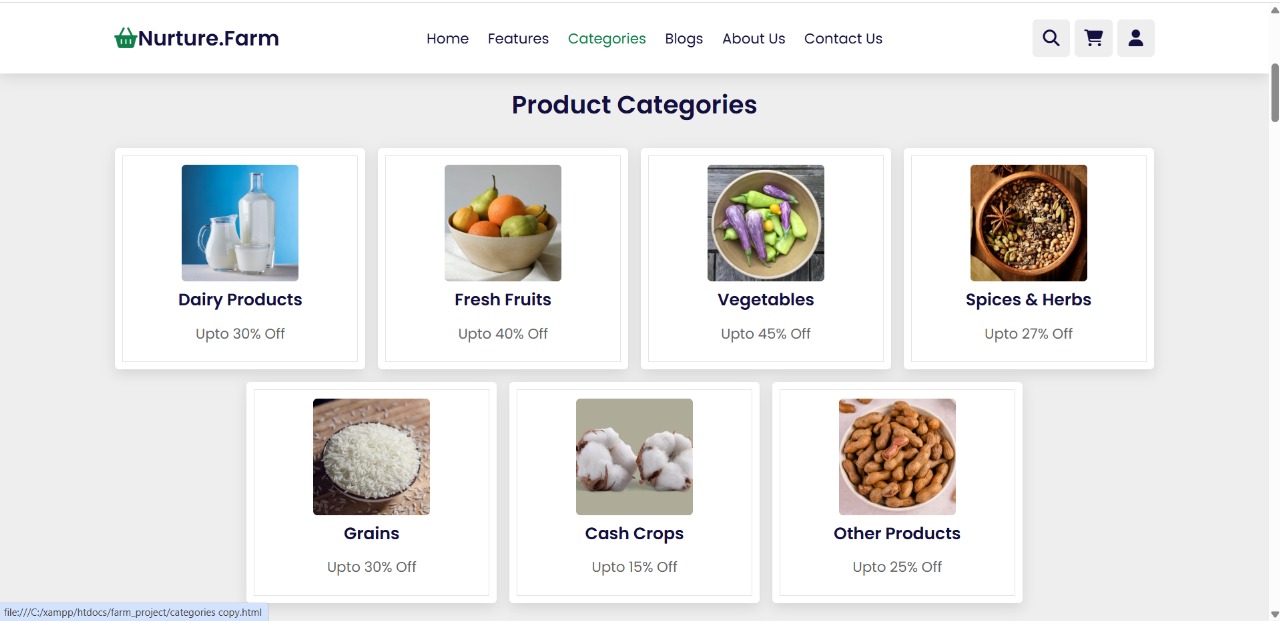 Nurture.Farm
Home Features Categories Blogs About Us Contact Us
Product Categories
Dairy Products
Upto 30% Off
Fresh Fruits
Upto 40% Off
Vegetables
Upto 45% Off
Spices & Herbs
Upto 27% Off
Grains
Upto 30% Off
Cash Crops
Upto 15% Off
Other Products
Upto 25% Off
file:///C:/xampp/htdocs/farm_project/categories copy.html